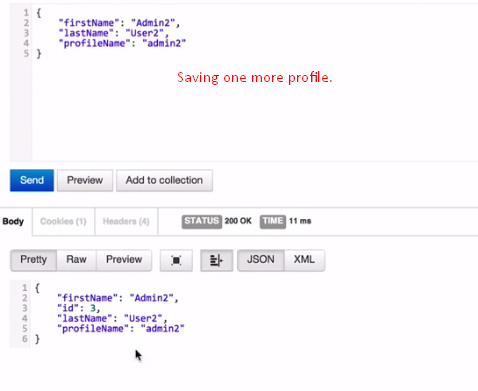 1 {
2 "firstName": "Admin2",
3 "lastName": "User2",
4 "profileName": "admin2"
5 }
Saving one more profile.
Send Preview Add to collection
Body Cookies (1) Headers (4) STATUS 200 OK TIME 11 ms
Pretty Raw Preview JSON XML
1 {
2 "firstName": "Admin2",
3 "id": 3,
4 "lastName": "User2",
5 "profileName": "admin2"
6 }